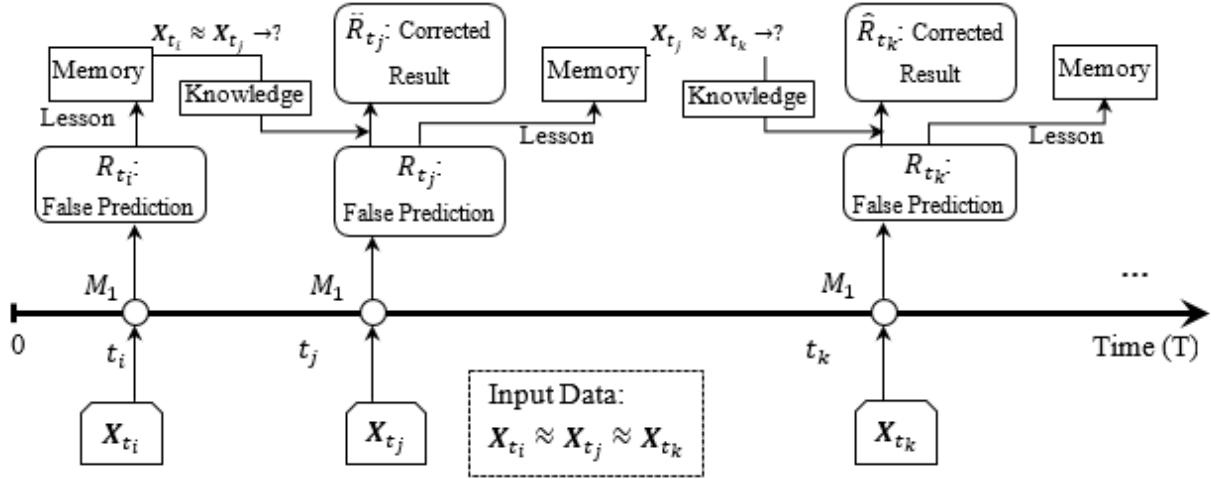 X_{t_i} ≈ X_{t_j} →?
R̈_{t_j}: Corrected
Result
X_{t_j} ≈ X_{t_k} →?
R̂_{t_k}: Corrected
Result
Memory
Knowledge
Memory
Knowledge
Memory
Lesson
Lesson
Lesson
R_{t_i}:
False Prediction
R_{t_j}:
False Prediction
R_{t_k}:
False Prediction
...
M_1
M_1
M_1
0
t_i
t_j
t_k
Time (T)
X_{t_i}
X_{t_j}
Input Data:
X_{t_i} ≈ X_{t_j} ≈ X_{t_k}
X_{t_k}